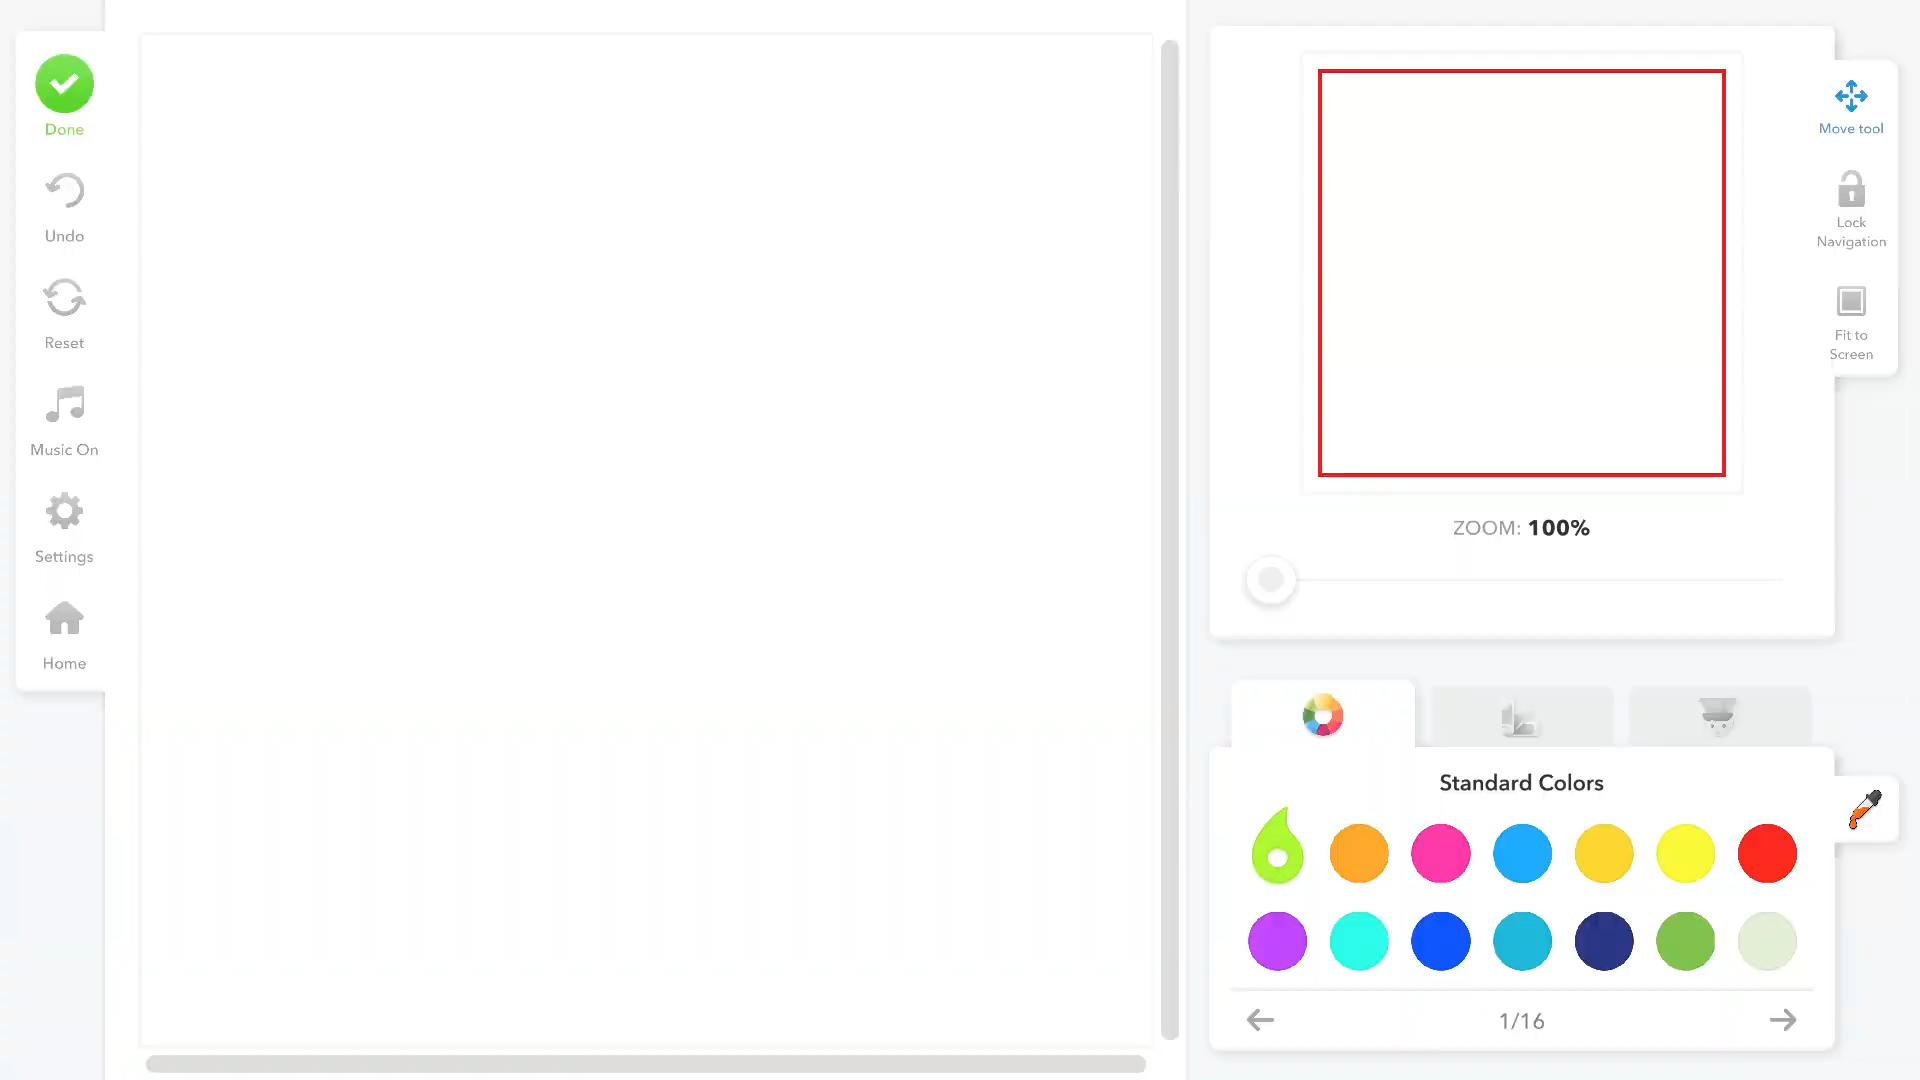 Done
Undo
Reset
Music On
Settings
Home
Move tool
Lock
Navigation
Fit to
Screen
ZOOM: 100%
Standard Colors
1/16